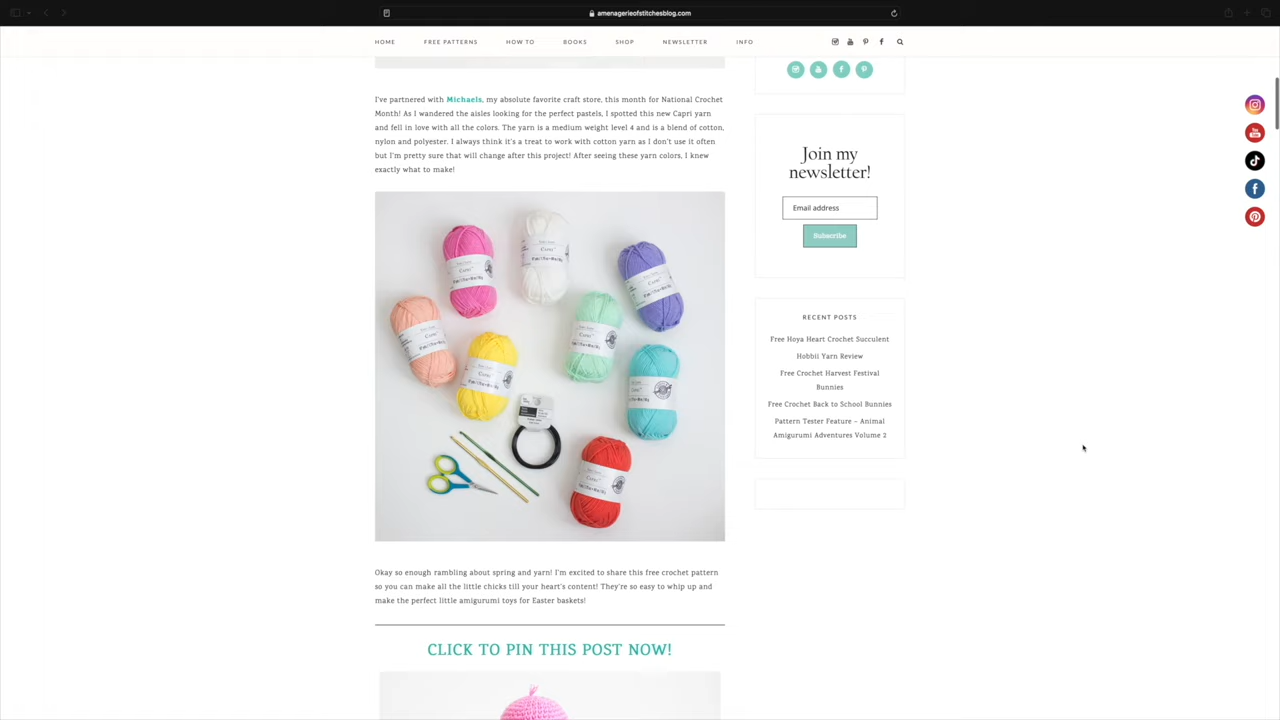 amenagerieofstitchesblog.com
HOME FREE PATTERNS HOW TO BOOKS SHOP NEWSLETTER INFO
I've partnered with Michaels, my absolute favorite craft store, this month for National Crochet
Month! As I wandered the aisles looking for the perfect pastels, I spotted this new Capri yarn
and fell in love with all the colors. The yarn is a medium weight level 4 and is a blend of cotton,
nylon and polyester. I always think it's a treat to work with cotton yarn as I don't use it often
but I'm pretty sure that will change after this project! After seeing these yarn colors, I knew
exactly what to make!
Okay so enough rambling about spring and yarn! I'm excited to share this free crochet pattern
so you can make all the little chicks till your heart's content! They're so easy to whip up and
make the perfect little amigurumi toys for Easter baskets!
CLICK TO PIN THIS POST NOW!
Join my
newsletter!
Email address
Subscribe
RECENT POSTS
Free Hoya Heart Crochet Succulent
Hobbii Yarn Review
Free Crochet Harvest Festival
Bunnies
Free Crochet Back to School Bunnies
Pattern Tester Feature – Animal
Amigurumi Adventures Volume 2